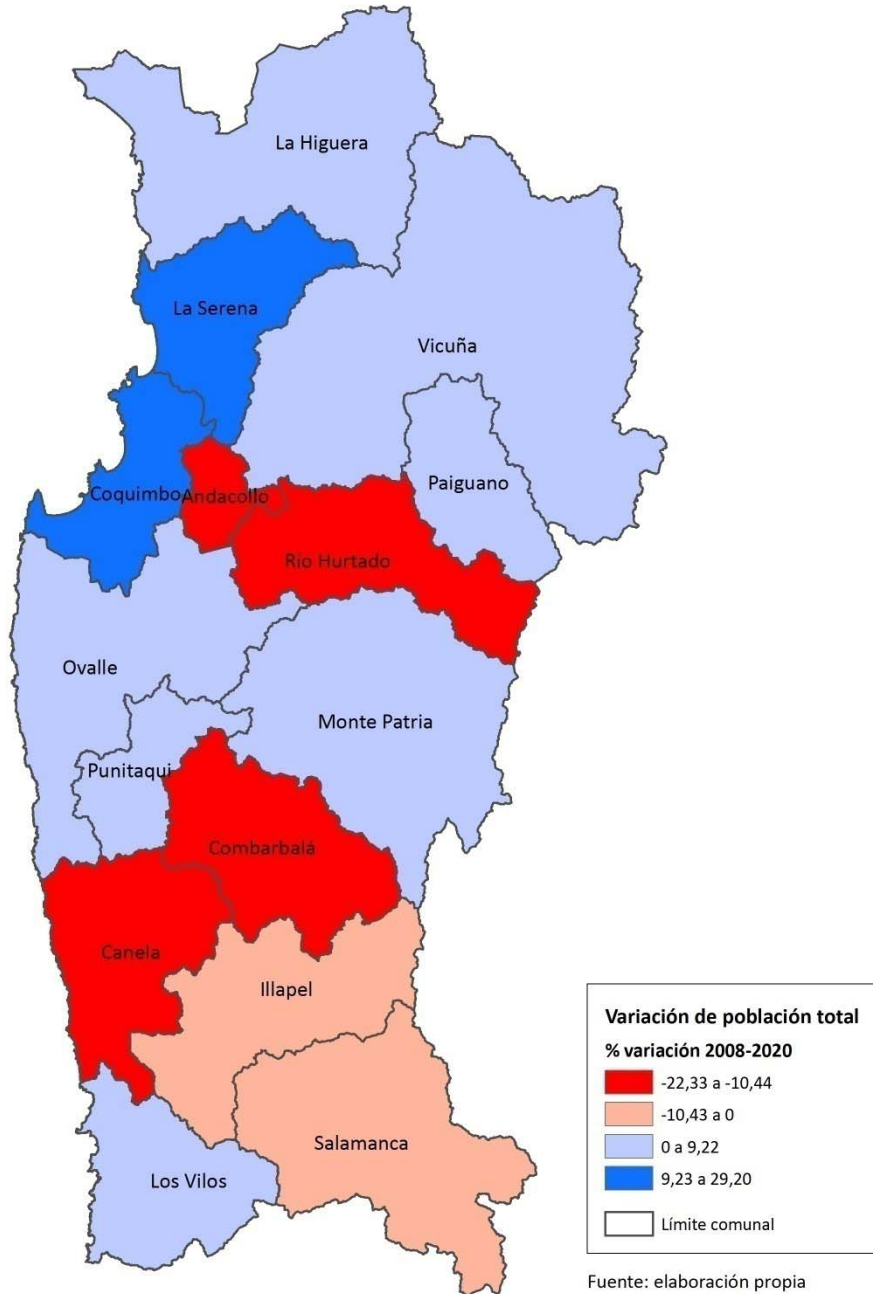 La Higuera
La Serena
Vicuña
Paiguano
Coquimbo
Andacollo
Río Hurtado
Ovalle
Monte Patria
Punitaqui
Combarbalá
Canela
Illapel
Salamanca
Los Vilos
Variación de población total
% variación 2008-2020
-22,33 a -10,44
-10,43 a 0
0 a 9,22
9,23 a 29,20
Límite comunal
Fuente: elaboración propia